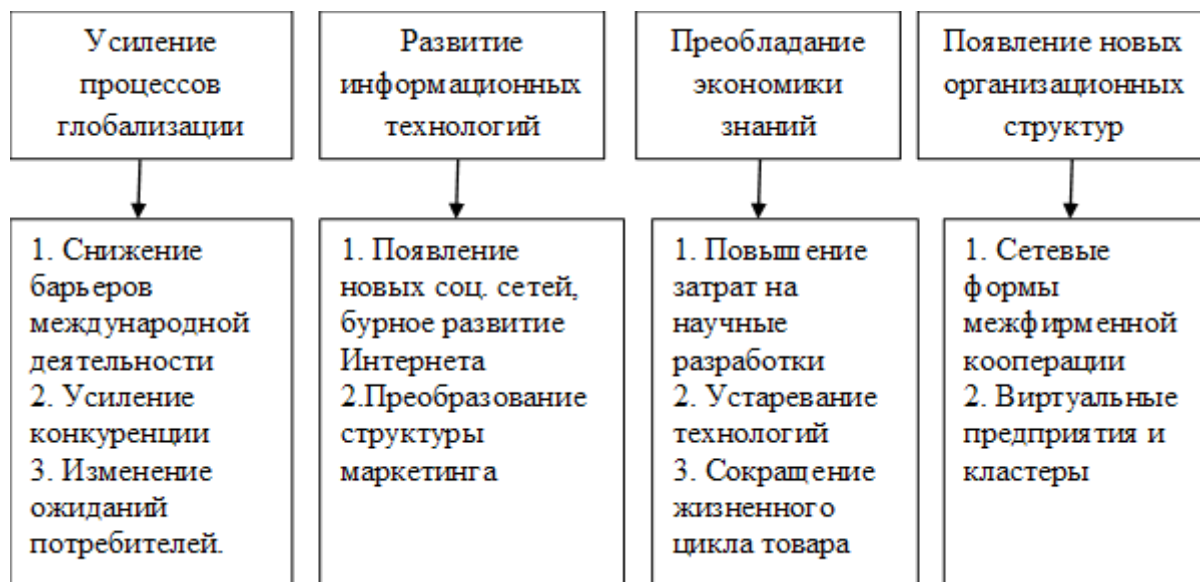 Усиление
процессов
глобализации
Развитие
информационных
технологий
Преобладание
экономики
знаний
Появление новых
организационных
структур
1. Снижение
барьеров
международной
деятельности
2. Усиление
конкуренции
3. Изменение
ожиданий
потребителей.
1. Появление
новых соц. сетей,
бурное развитие
Интернета
2.Преобразование
структуры
маркетинга
1. Повышение
затрат на
научные
разработки
2. Устаревание
технологий
3. Сокращение
жизненного
цикла товара
1. Сетевые
формы
межфирменной
кооперации
2. Виртуальные
предприятия и
кластеры